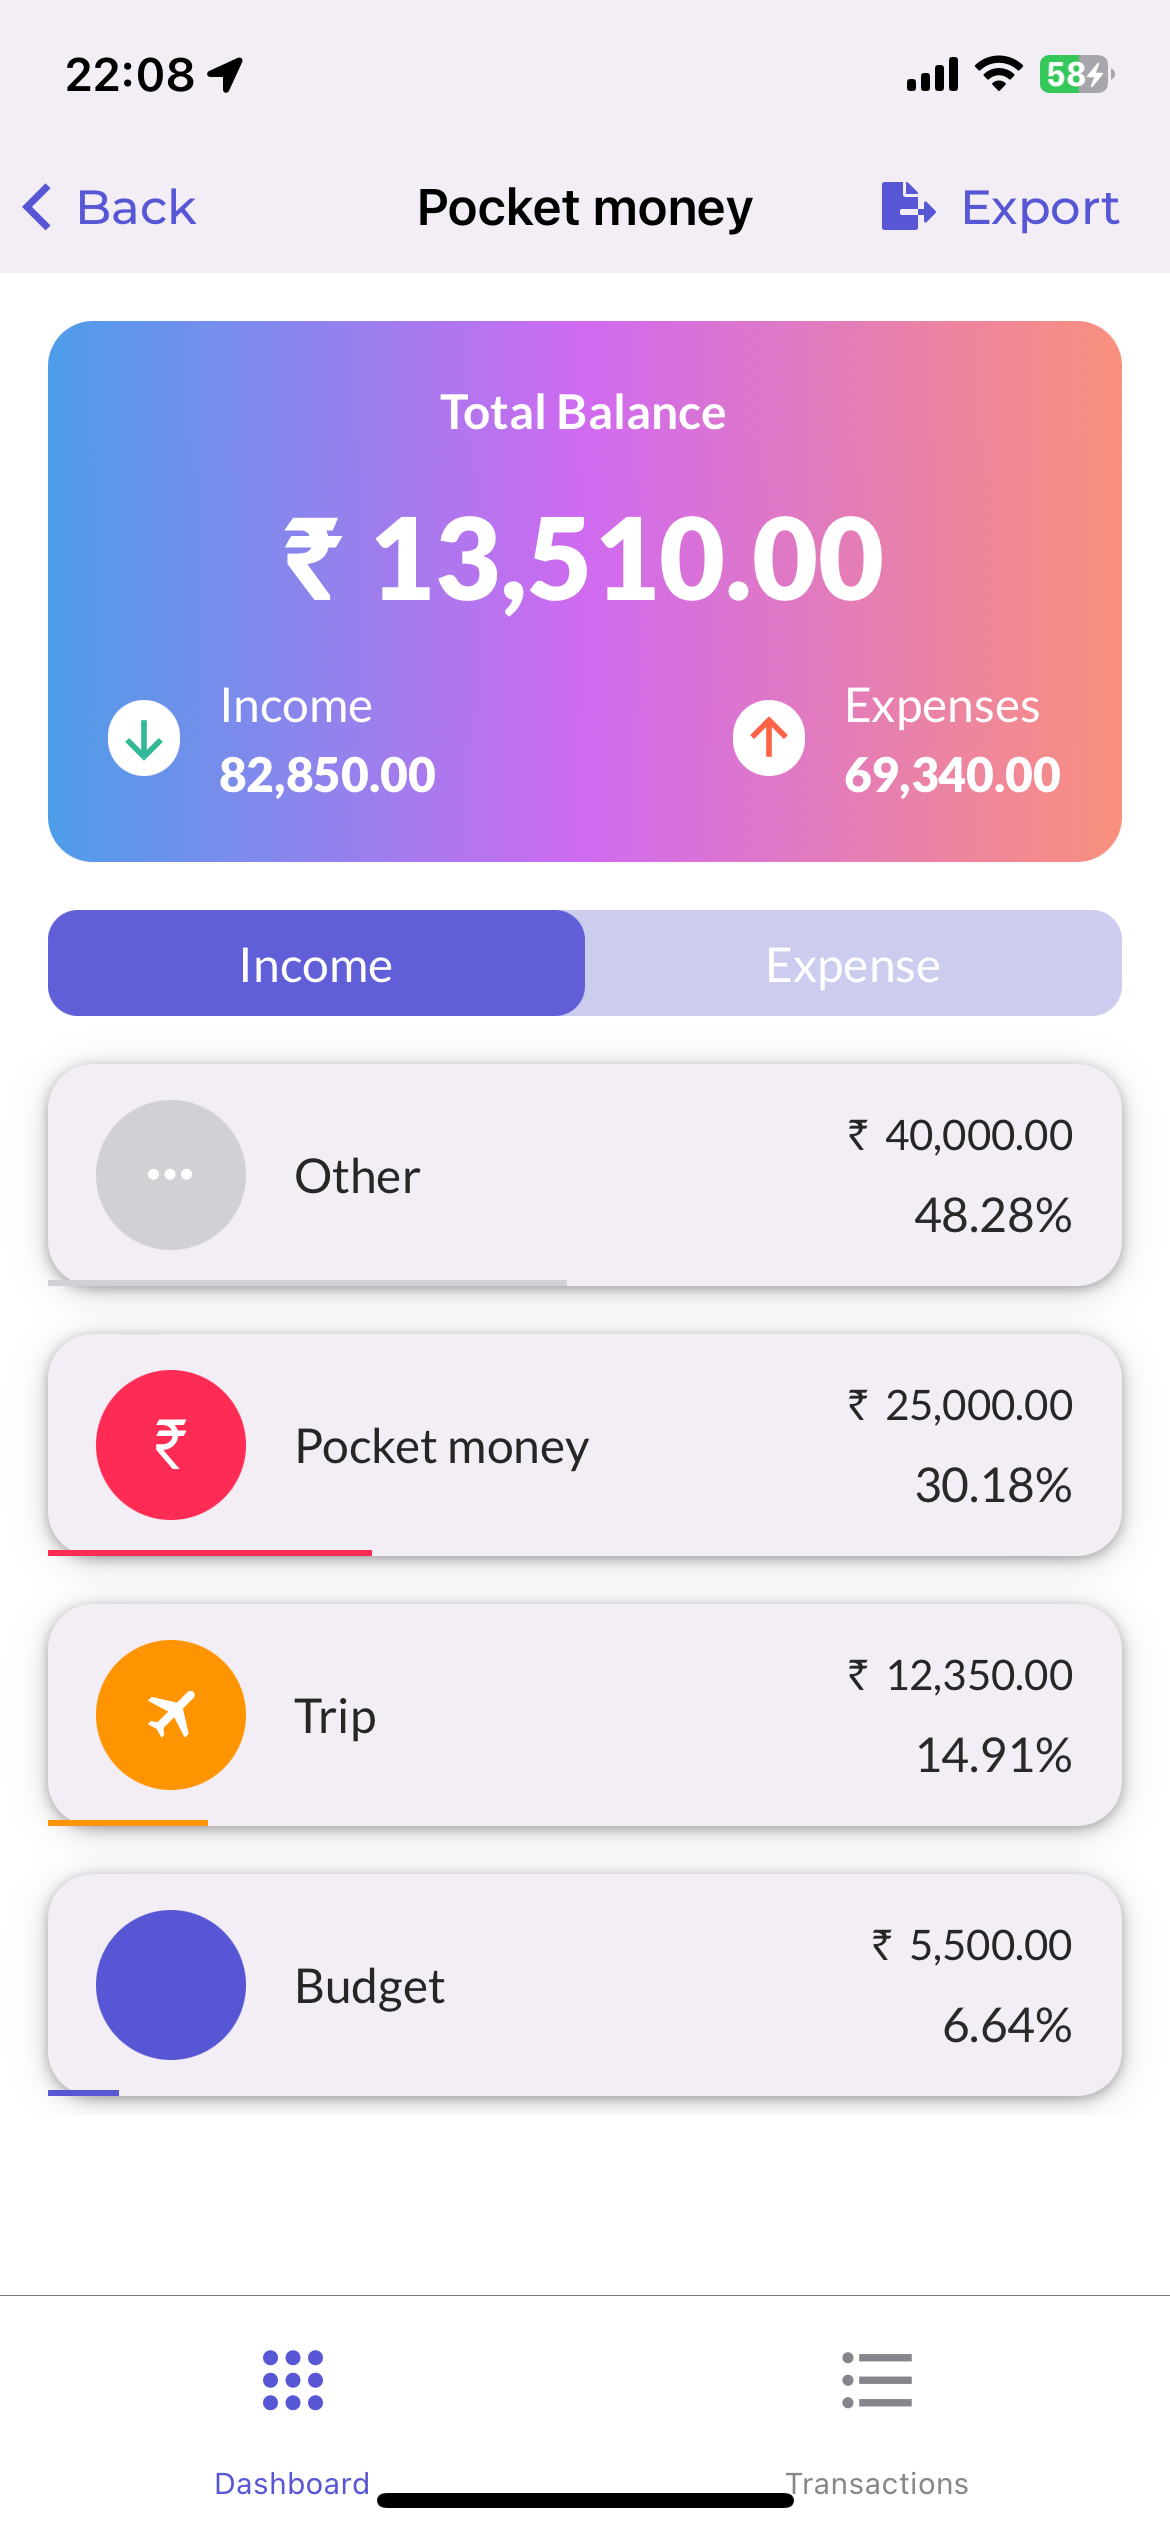 22:08
58
Back
Pocket money
Export
Total Balance
₹ 13,510.00
Income
82,850.00
Expenses
69,340.00
Income
Expense
Other
₹ 40,000.00
48.28%
₹
Pocket money
₹ 25,000.00
30.18%
Trip
₹ 12,350.00
14.91%
Budget
₹ 5,500.00
6.64%
Dashboard
Transactions